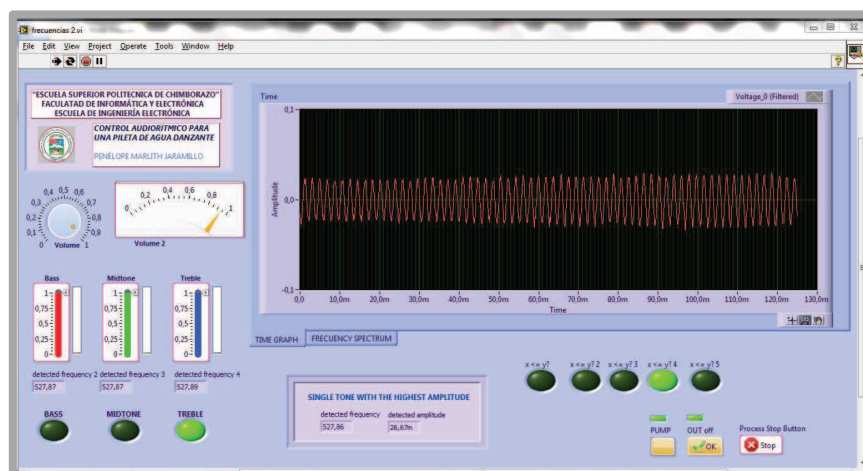 frecuencias 2.vi
File Edit View Project Operate Tools Window Help
"ESCUELA SUPERIOR POLITECNICA DE CHIMBORAZO"
FACULATAD DE INFORMÁTICA Y ELECTRÓNICA
ESCUELA DE INGENIERÍA ELECTRÓNICA
CONTROL AUDIORITMICO PARA
UNA PILETA DE AGUA DANZANTE
PENÉLOPE MARLITH JARAMILLO
0 0,1 0,2 0,3 0,4 0,5 0,6 0,7 0,8 0,9 1
Volume
0 0,2 0,4 0,6 0,8 1
Volume 2
Bass Midtone Treble
1 1 1
0,75 0,75 0,75
0,5 0,5 0,5
0,25 0,25 0,25
0 0 0
detected frequency 2 detected frequency 3 detected frequency 4
527,87 527,87 527,89
BASS MIDTONE TREBLE
Time
Voltage_0 (Filtered)
0,1
0,0
-0,1
Amplitude
0,0 10,0m 20,0m 30,0m 40,0m 50,0m 60,0m 70,0m 80,0m 90,0m 100,0m 110,0m 120,0m 130,0m
Time
TIME GRAPH FRECUENCY SPECTRUM
SINGLE TONE WITH THE HIGHEST AMPLITUDE
detected frequency detected amplitude
527,86 26,67m
x <= y? x <= y? 2 x <= y? 3 x <= y? 4 x <= y? 5
PUMP OUT off Process Stop Button
OK Stop